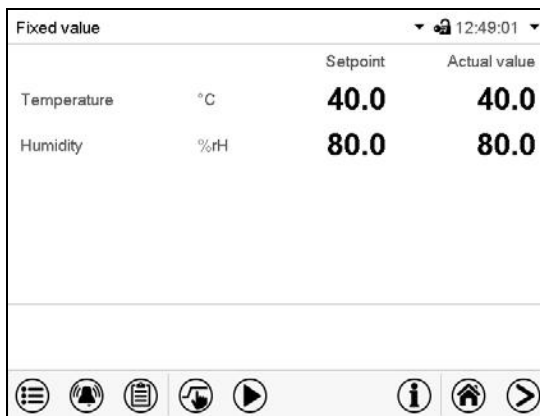 Fixed value 12:49:01
Setpoint Actual value
Temperature °C 40.0 40.0
Humidity %rH 80.0 80.0